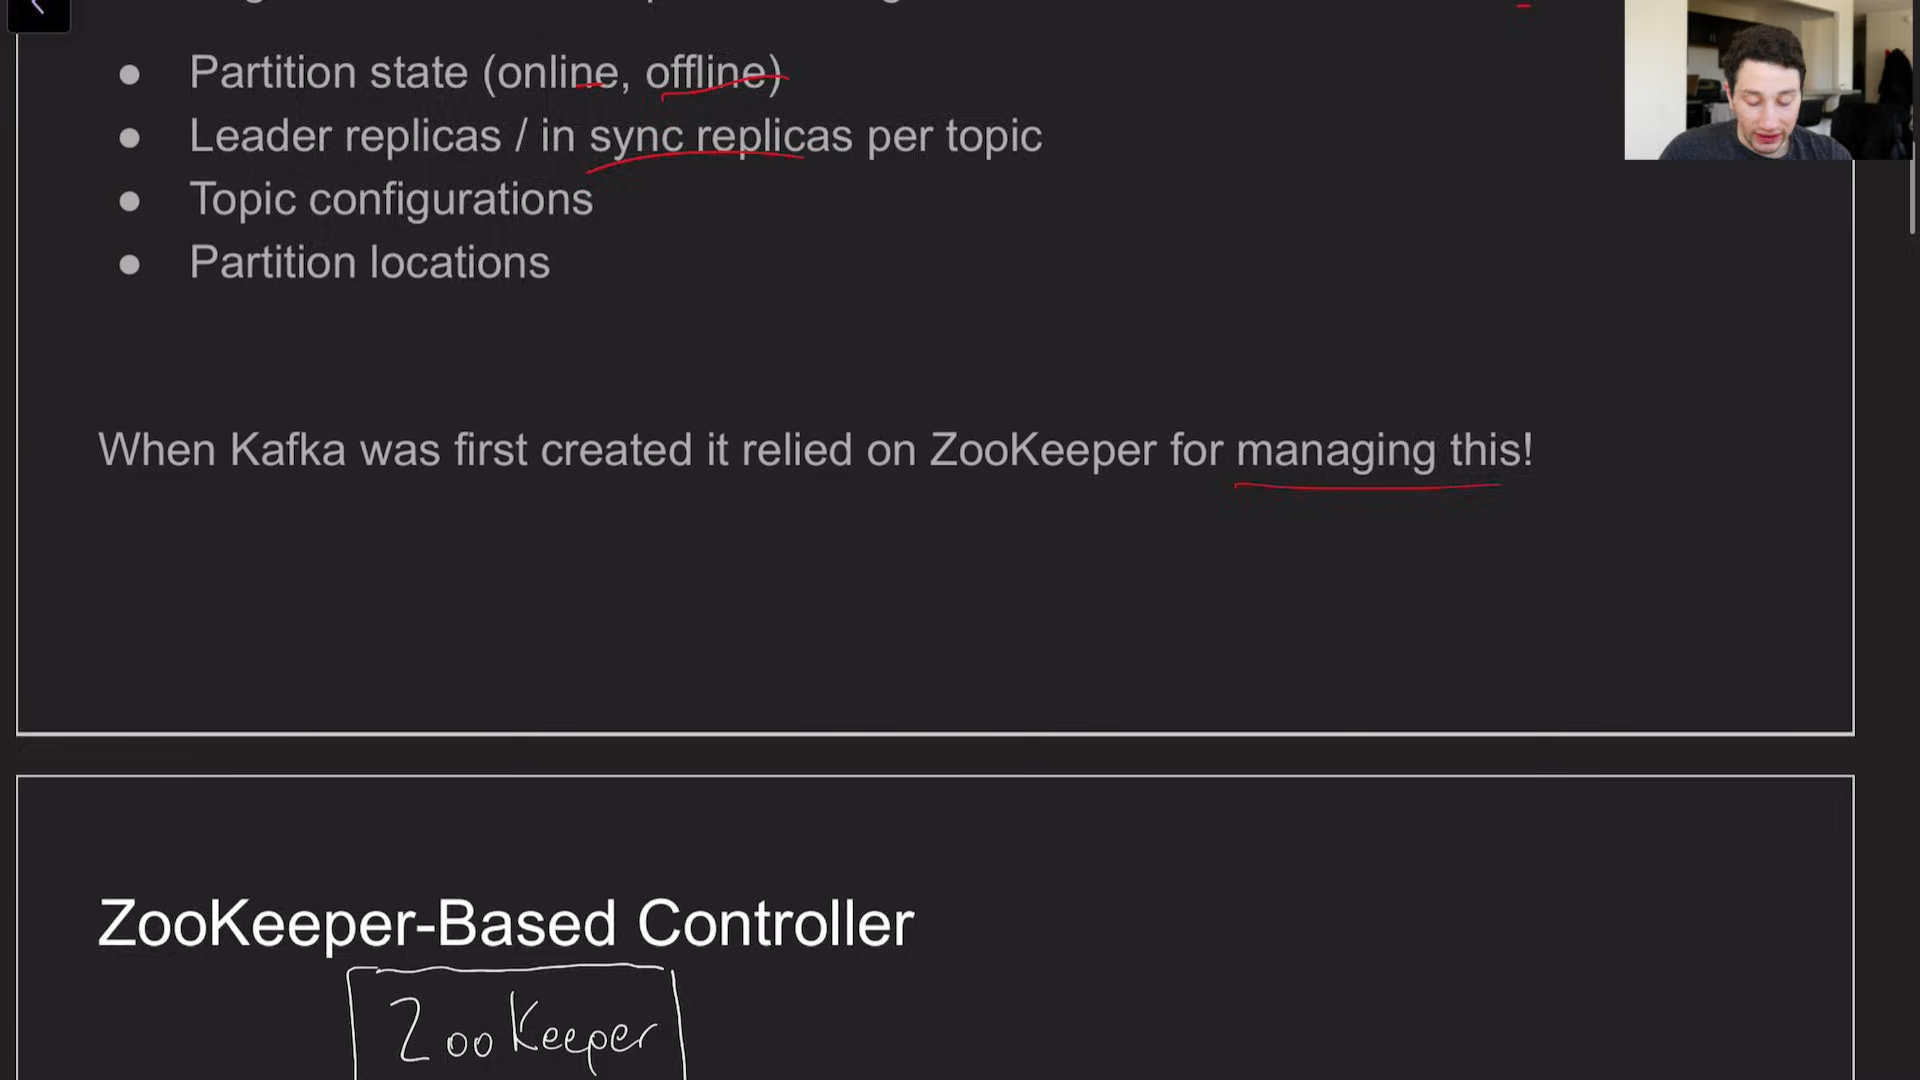 ● Partition state (online, offline)
● Leader replicas / in sync replicas per topic
● Topic configurations
● Partition locations
When Kafka was first created it relied on ZooKeeper for managing this!
ZooKeeper-Based Controller
ZooKeeper